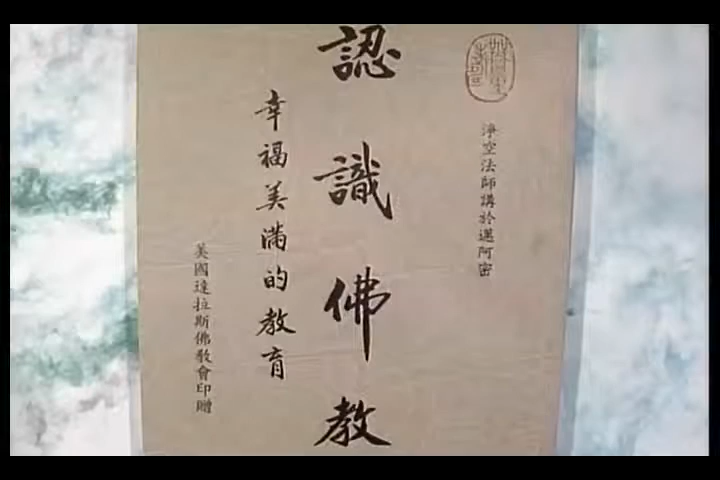 淨空法師講於邁阿密
認識佛教
幸福美滿的教育
美國達拉斯佛教會印贈